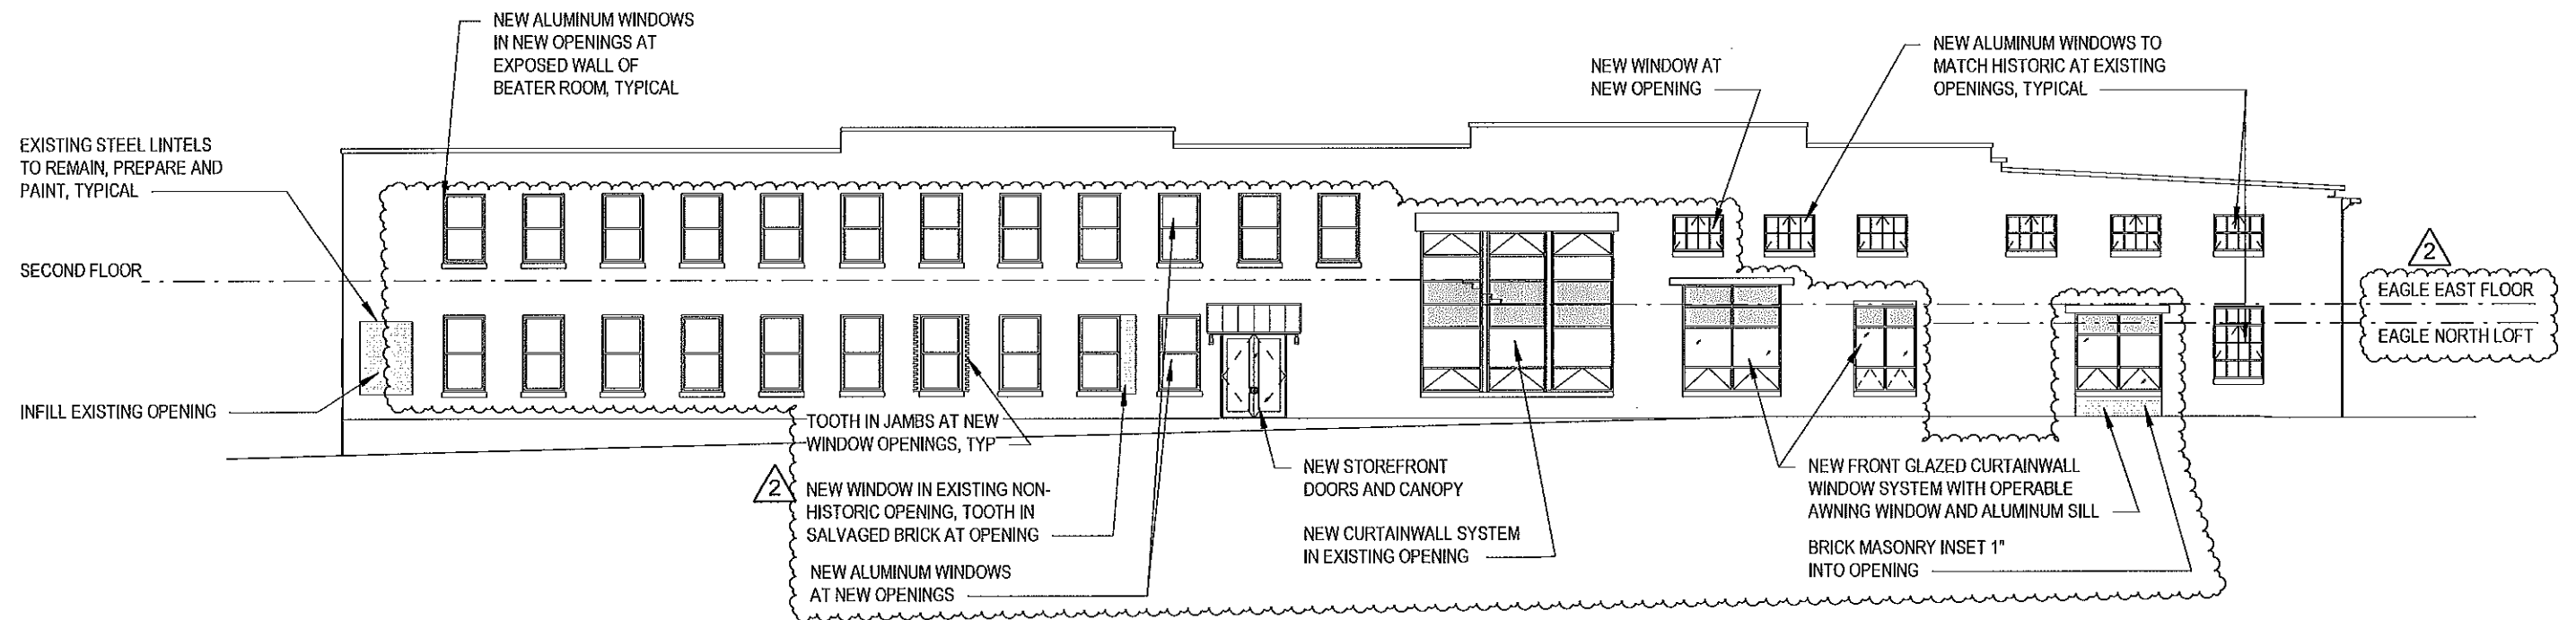 NEW ALUMINUM WINDOWS
IN NEW OPENINGS AT
EXPOSED WALL OF
BEATER ROOM, TYPICAL
NEW WINDOW AT
NEW OPENING
NEW ALUMINUM WINDOWS TO
MATCH HISTORIC AT EXISTING
OPENINGS, TYPICAL
EXISTING STEEL LINTELS
TO REMAIN, PREPARE AND
PAINT, TYPICAL
SECOND FLOOR
2
EAGLE EAST FLOOR
EAGLE NORTH LOFT
INFILL EXISTING OPENING
TOOTH IN JAMBS AT NEW
WINDOW OPENINGS, TYP
2
NEW WINDOW IN EXISTING NON-
HISTORIC OPENING, TOOTH IN
SALVAGED BRICK AT OPENING
NEW ALUMINUM WINDOWS
AT NEW OPENINGS
NEW STOREFRONT
DOORS AND CANOPY
NEW CURTAINWALL SYSTEM
IN EXISTING OPENING
NEW FRONT GLAZED CURTAINWALL
WINDOW SYSTEM WITH OPERABLE
AWNING WINDOW AND ALUMINUM SILL
BRICK MASONRY INSET 1"
INTO OPENING